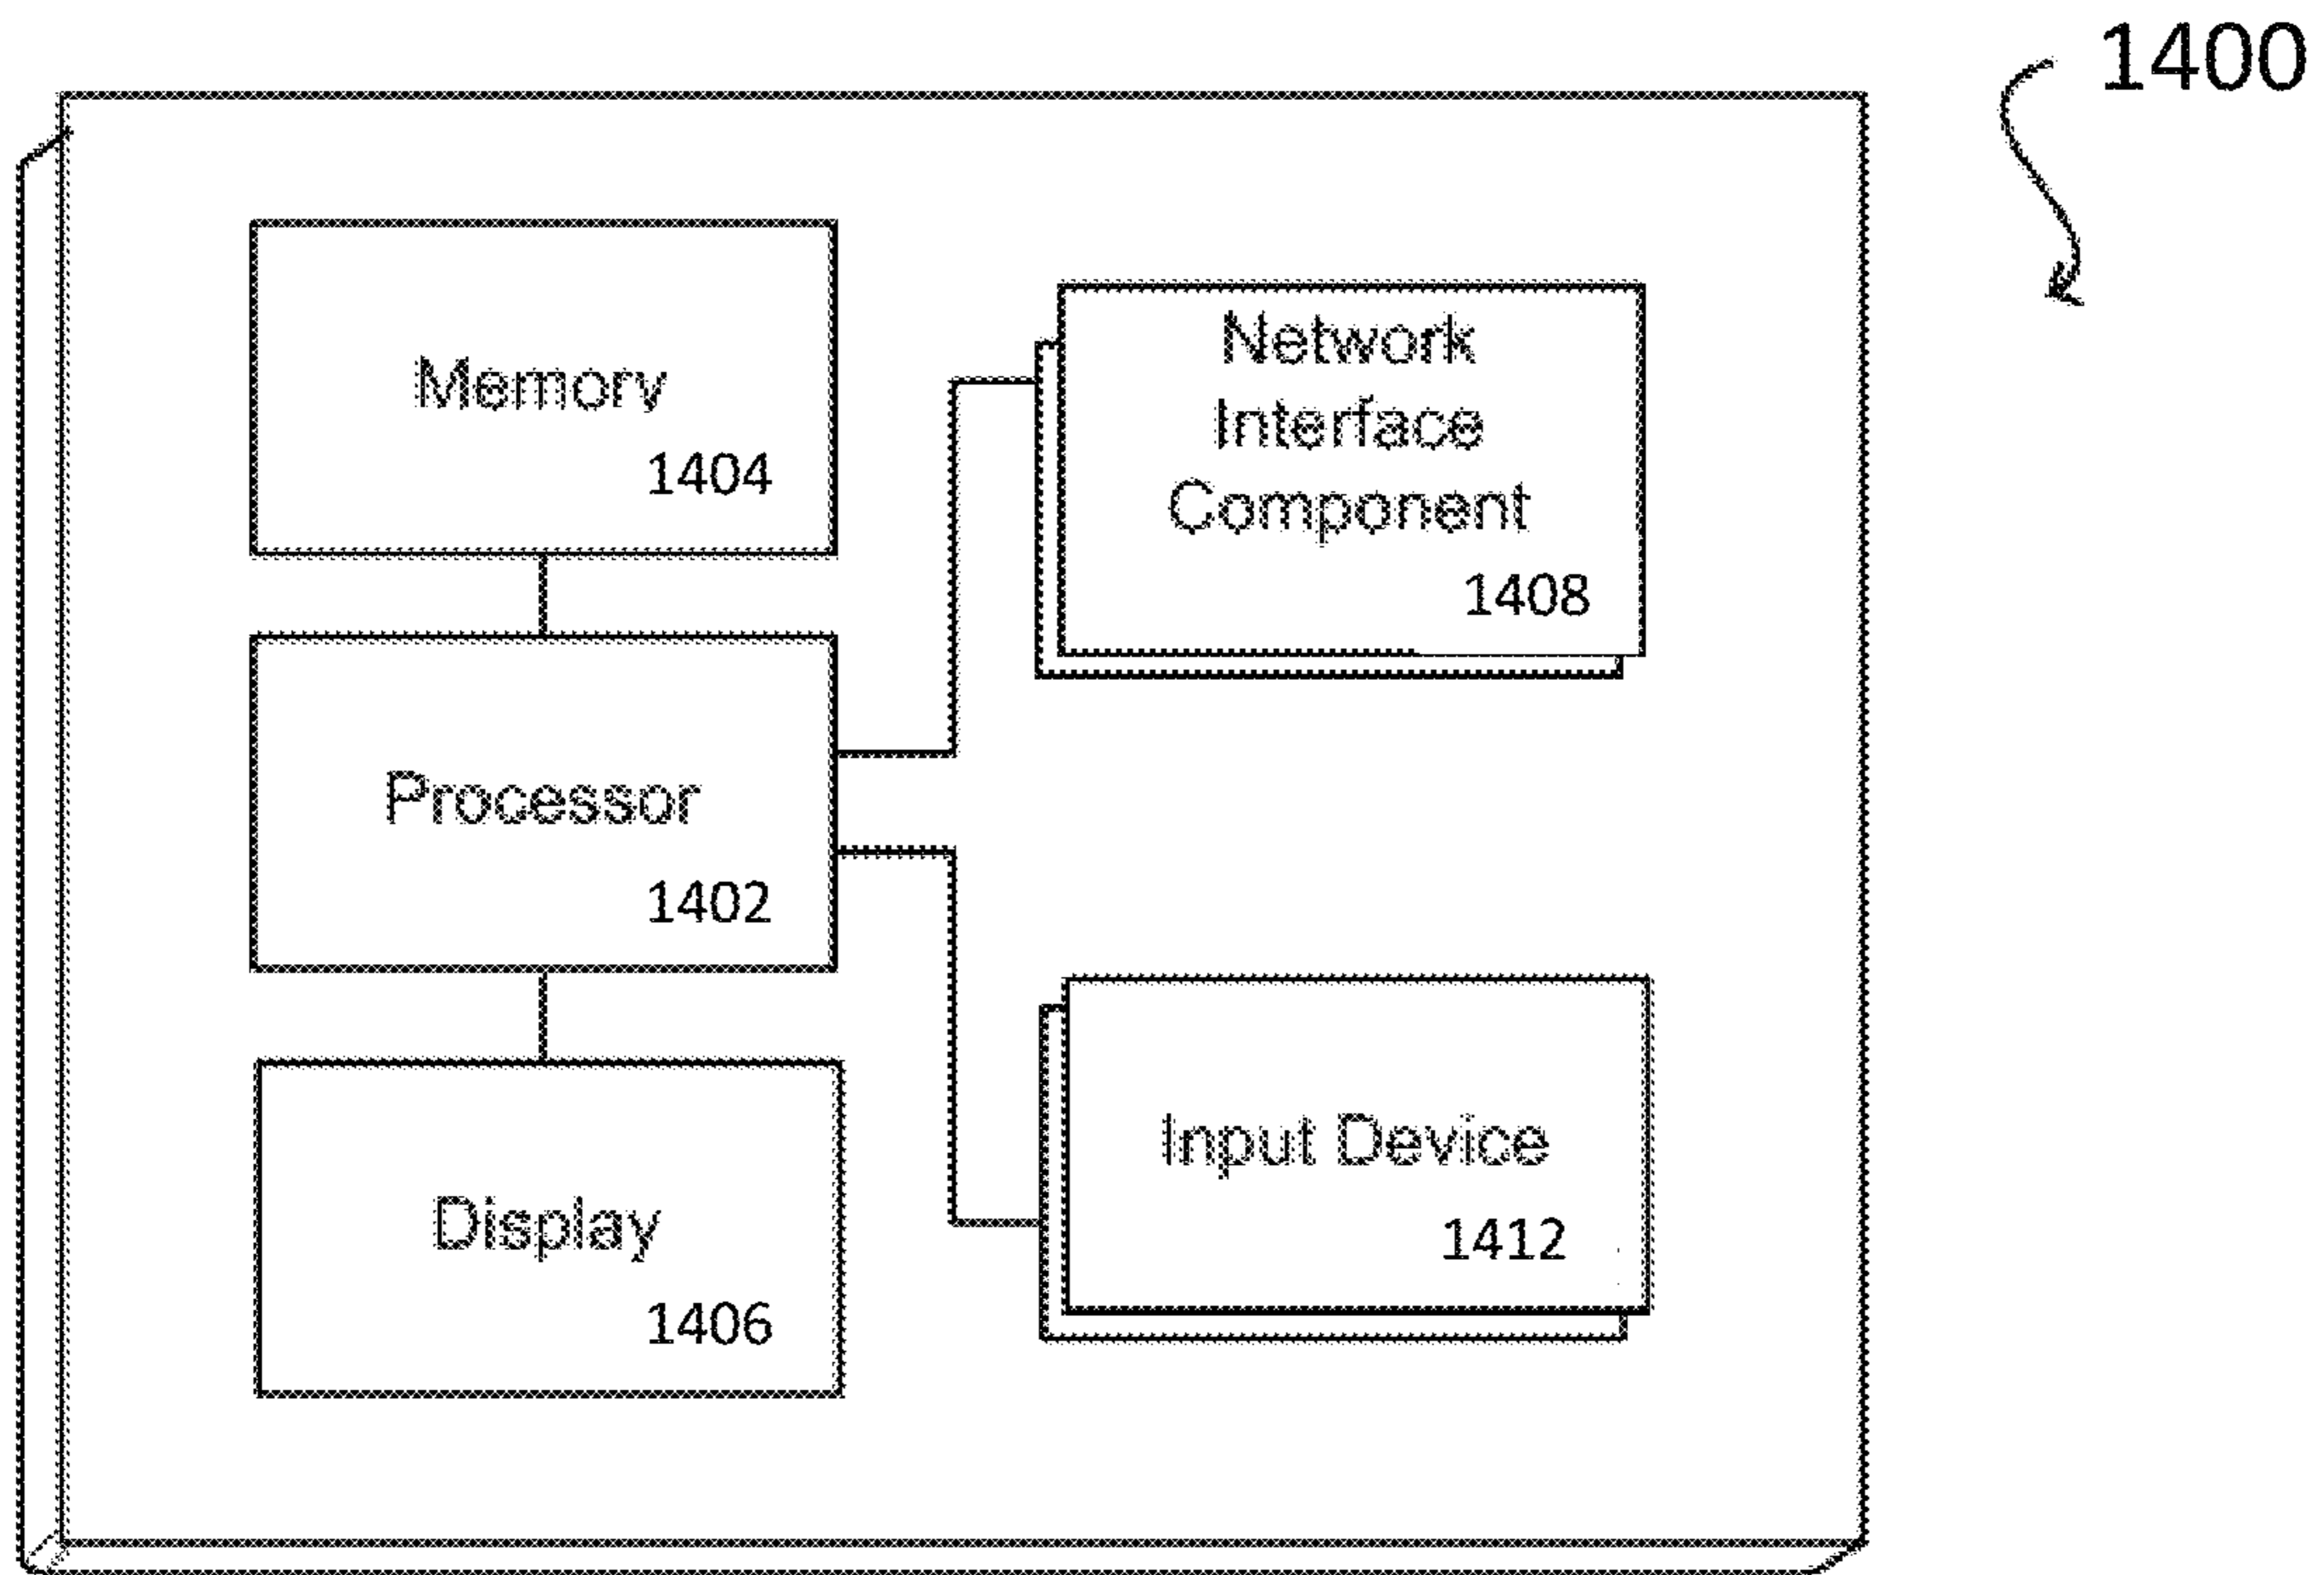 1400
Memory
1404
Network
Interface
Component
1408
Processor
1402
Display
1406
Input Device
1412